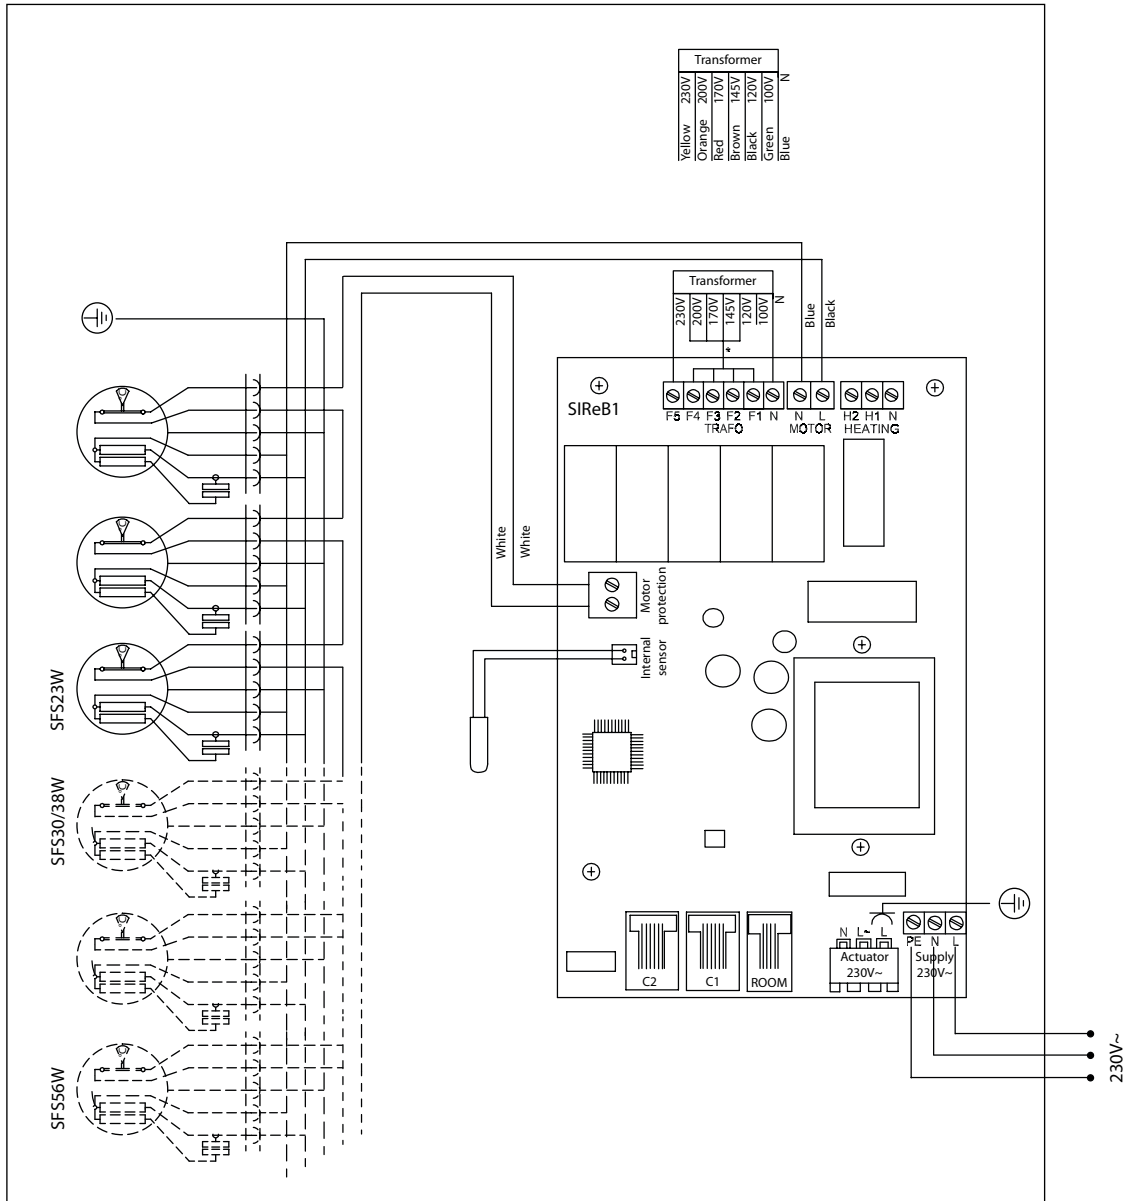 Transformer
Yellow 230V
Orange 200V
Red 170V
Brown 145V
Black 120V
Green 100V
Blue N
Transformer
230V
200V
170V
145V
120V
100V
N
*
Blue
Black
SIReB1
F5 F4 F3 F2 F1 N
TRAFO
N L
MOTOR
H2 H1 N
HEATING
White
White
Motor
protection
Internal
sensor
SFS23W
SFS30/38W
SFS56W
C2
C1
ROOM
N L~ L
Actuator
230V~
PE N L
Supply
230V~
230V~